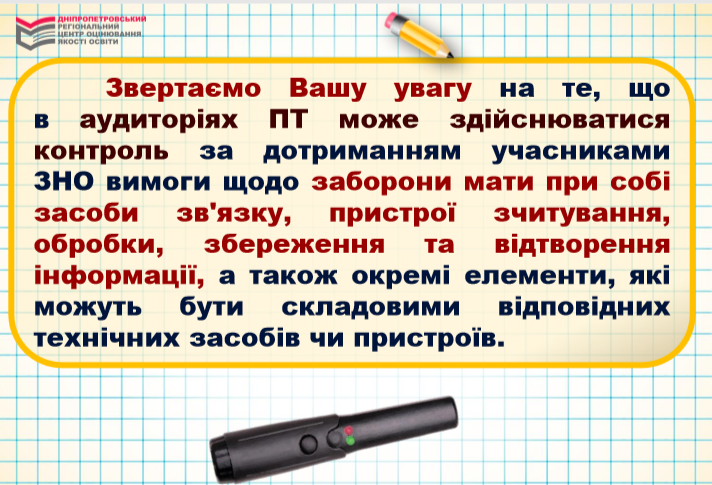 ДНІПРОПЕТРОВСЬКИЙ
РЕГІОНАЛЬНИЙ
ЦЕНТР ОЦІНЮВАННЯ
ЯКОСТІ ОСВІТИ
Звертаємо Вашу увагу на те, що
в аудиторіях ПТ може здійснюватися
контроль за дотриманням учасниками
ЗНО вимоги щодо заборони мати при собі
засоби зв'язку, пристрої зчитування,
обробки, збереження та відтворення
інформації, а також окремі елементи, які
можуть бути складовими відповідних
технічних засобів чи пристроїв.